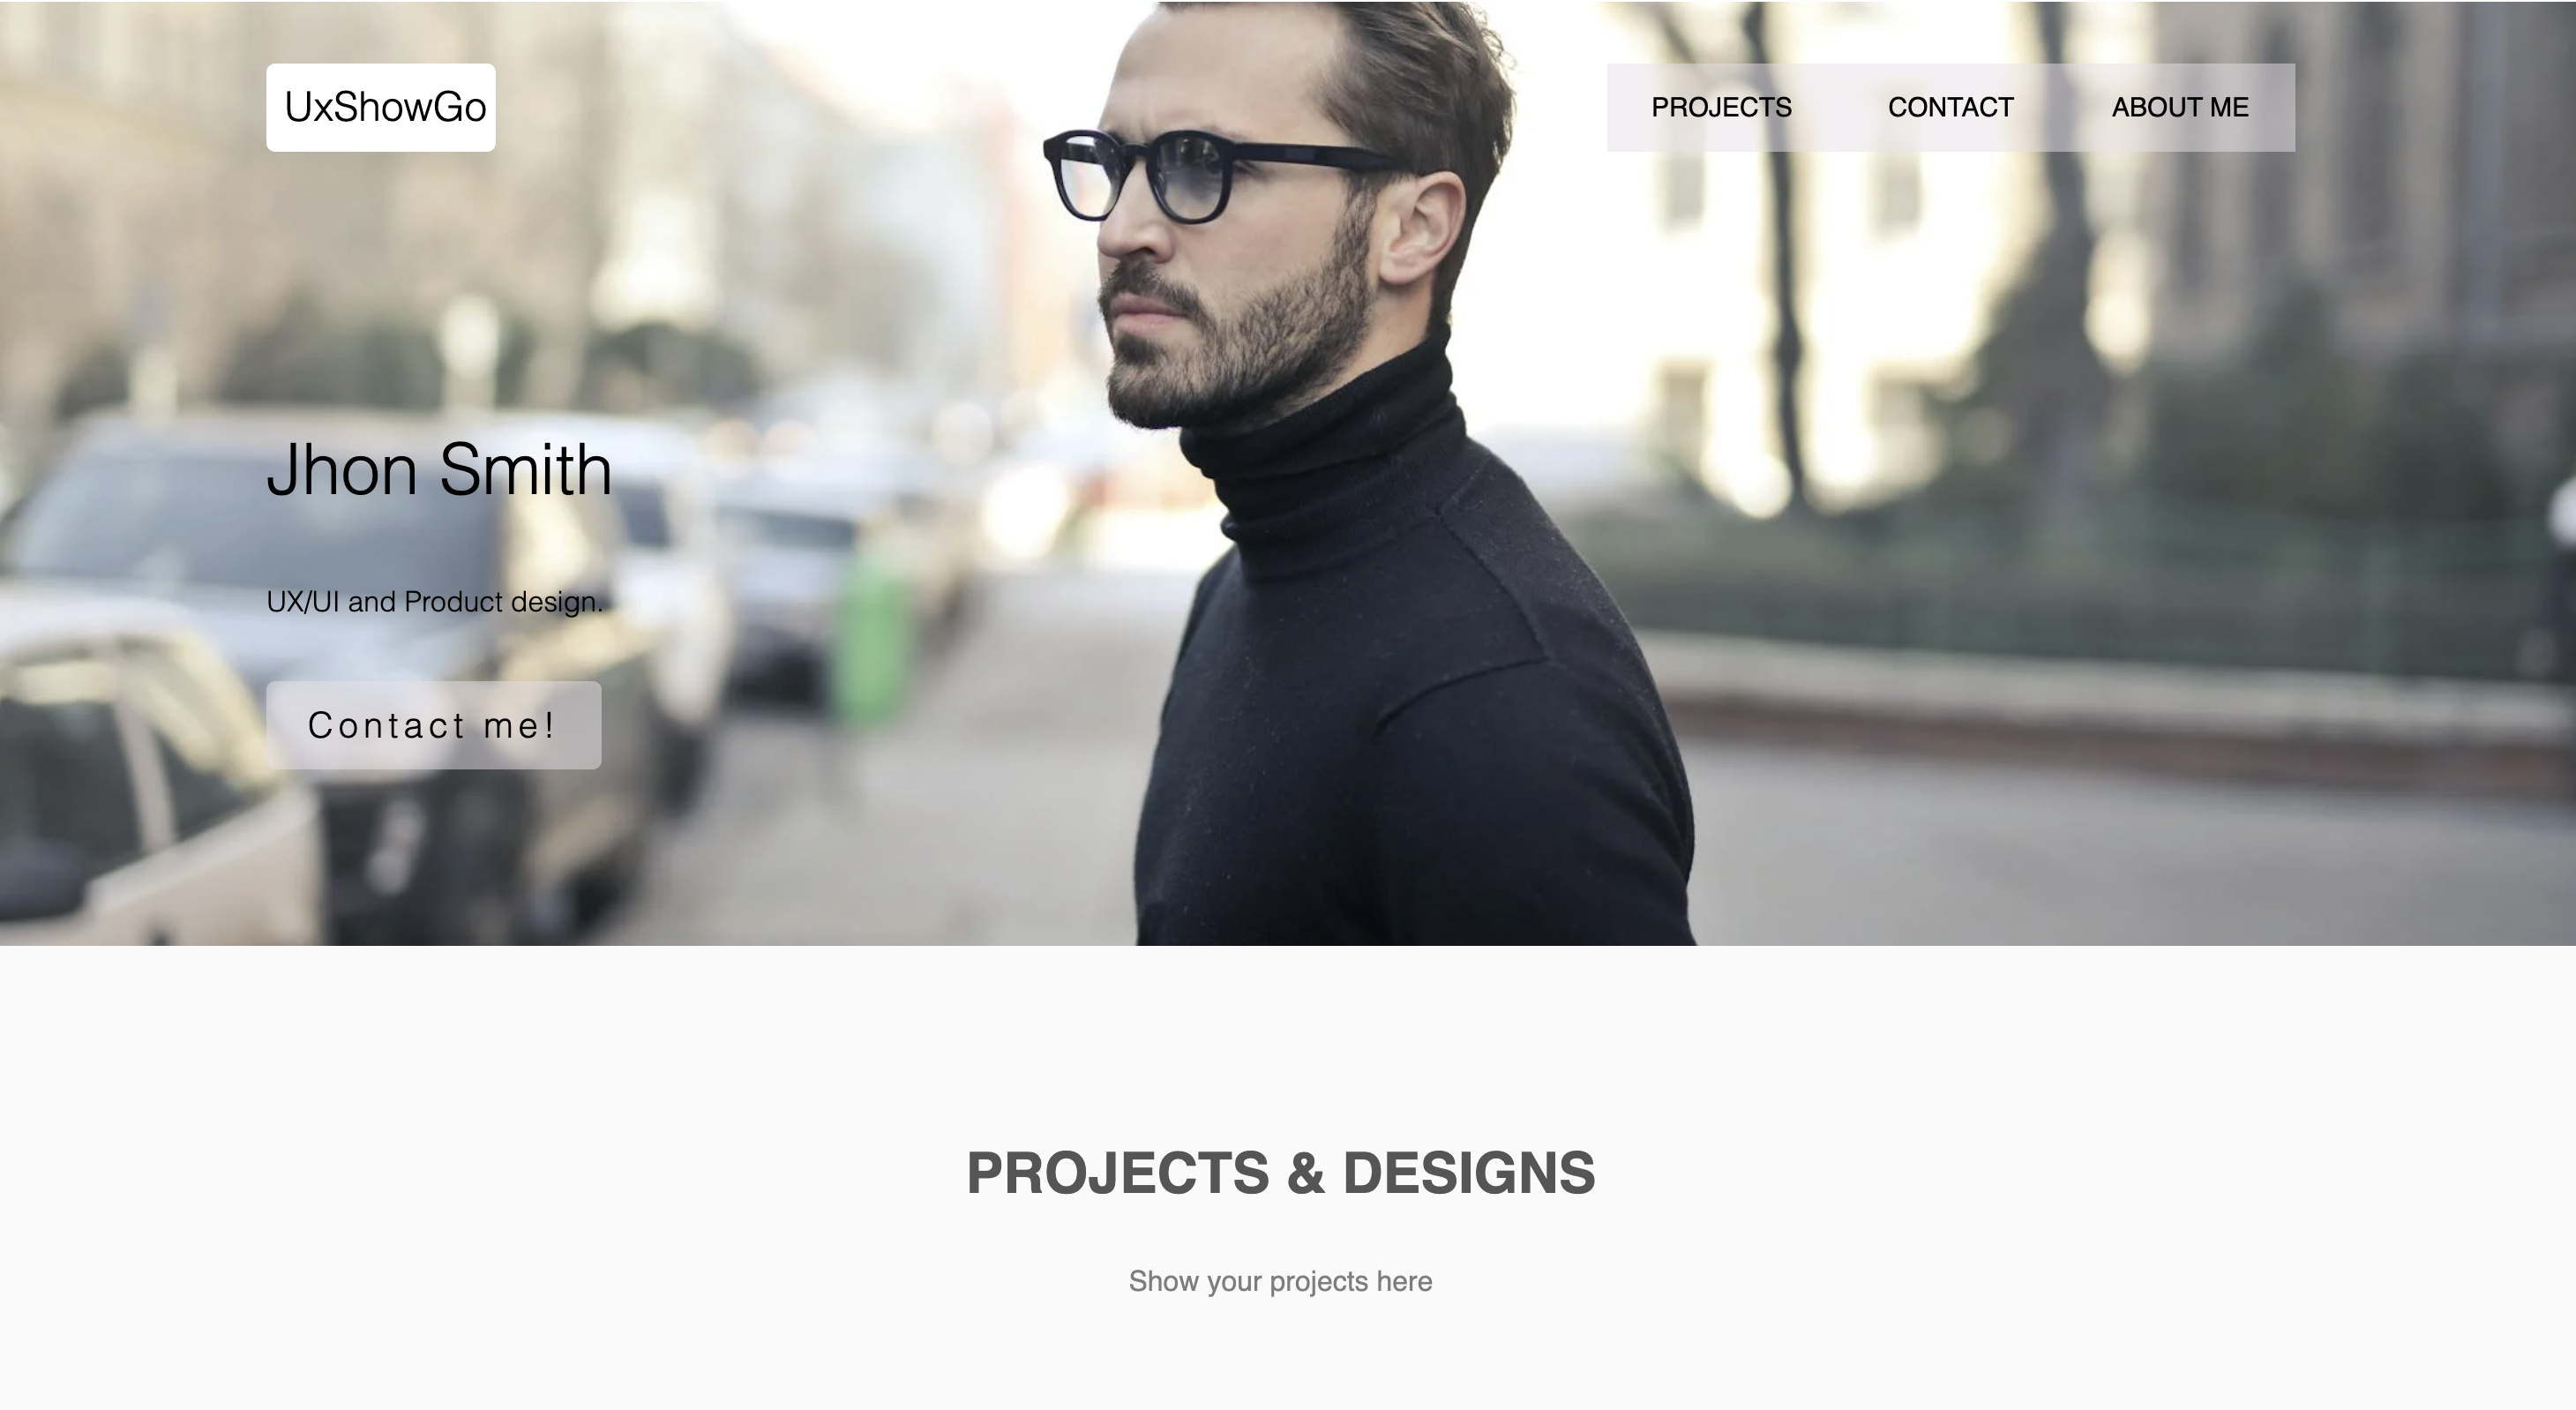 UxShowGo
PROJECTS CONTACT ABOUT ME
Jhon Smith
UX/UI and Product design.
Contact me!
PROJECTS & DESIGNS
Show your projects here